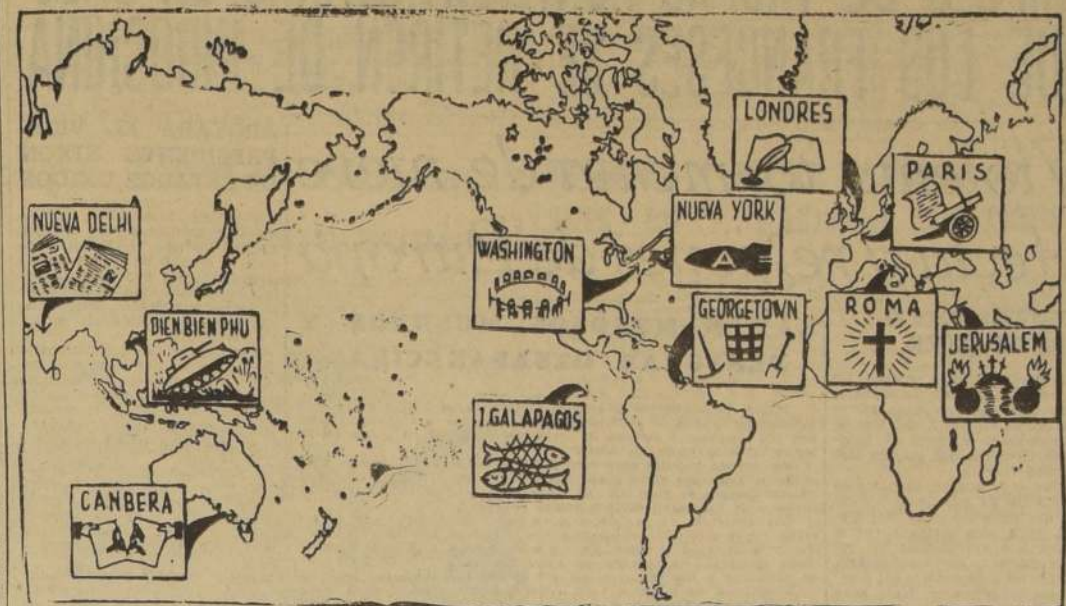 LONDRES
PARIS
NUEVA DELHI
NUEVA YORK
WASHINGTON
DIEN BIEN PHU
GEORGETOWN
ROMA
JERUSALEM
I.GALAPAGOS
CANBERA
A